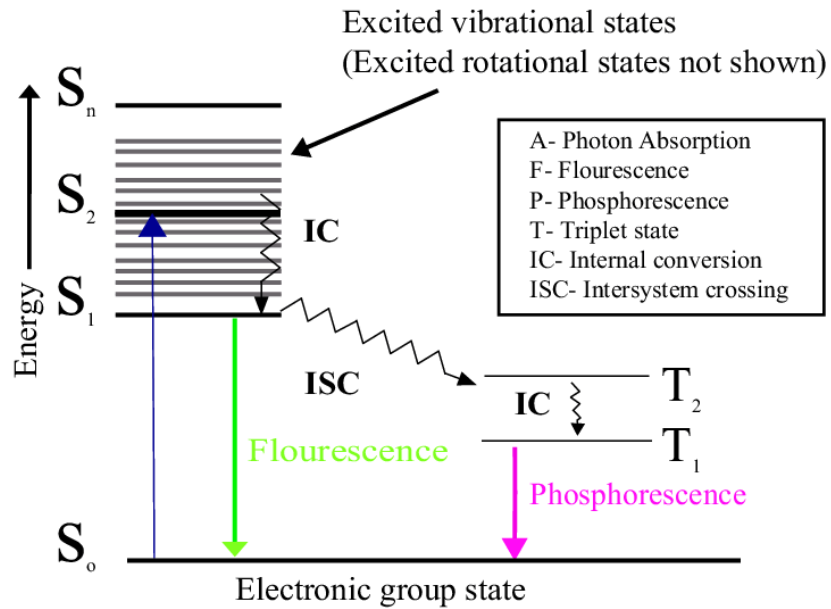 Excited vibrational states
(Excited rotational states not shown)
Energy
Sn
S2
S1
So
IC
ISC
IC
T2
T1
A- Photon Absorption
F- Flourescence
P- Phosphorescence
T- Triplet state
IC- Internal conversion
ISC- Intersystem crossing
Flourescence
Phosphorescence
Electronic group state